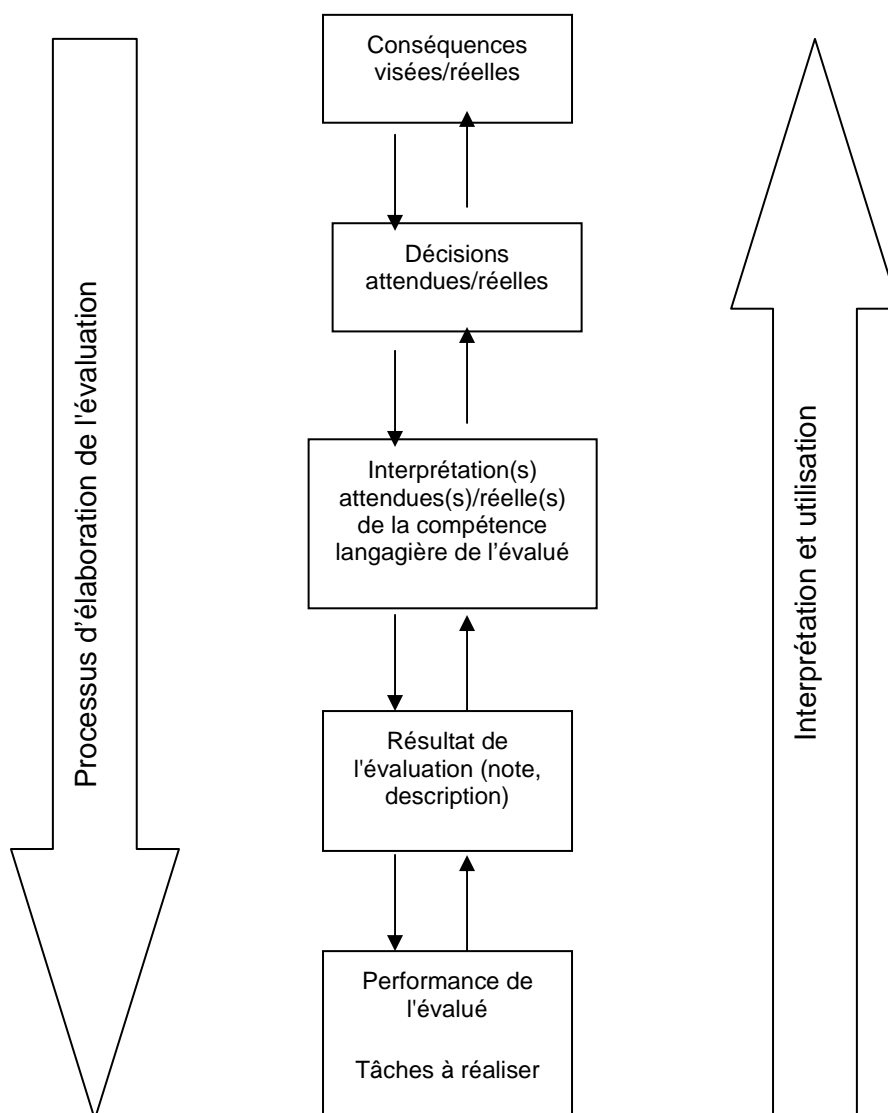 Conséquences
visées/réelles
Décisions
attendues/réelles
Processus d'élaboration de l'évaluation
Interprétation(s)
attendues(s)/réelle(s)
de la compétence
langagière de l’évalué
Interprétation et utilisation
Résultat de
l'évaluation (note,
description)
Performance de
l'évalué
Tâches à réaliser